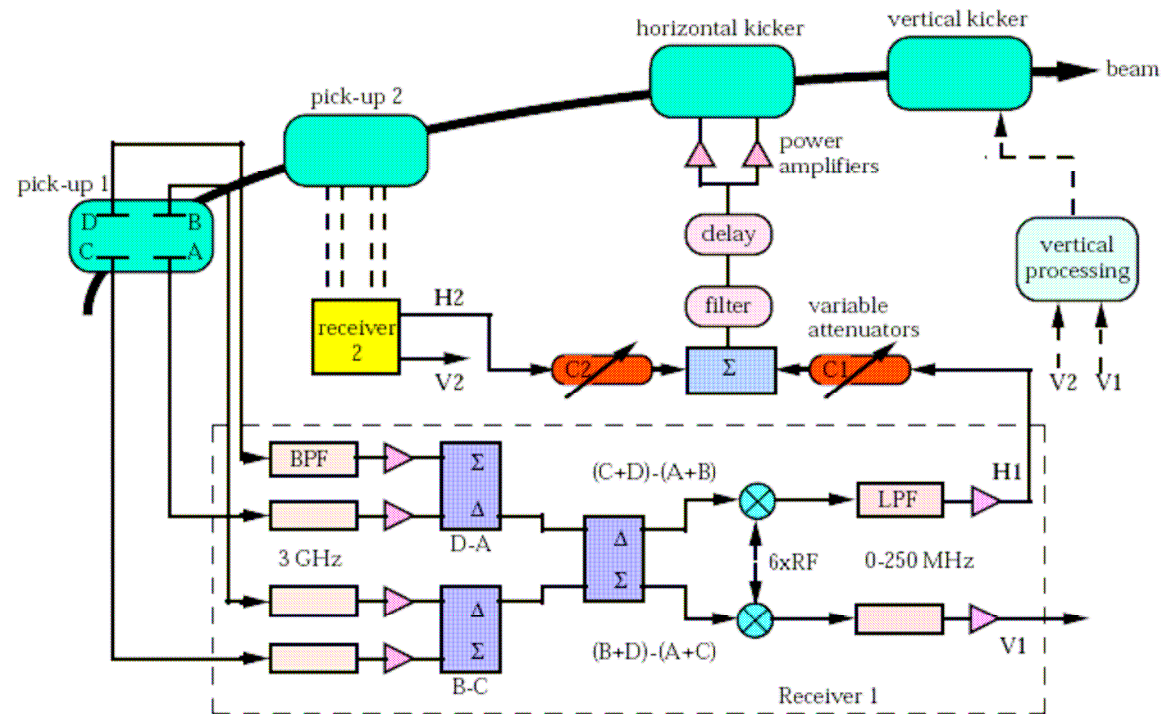 vertical kicker
horizontal kicker
beam
pick-up 2
power
amplifiers
pick-up 1
D
B
C
A
delay
vertical
processing
filter
variable
attenuators
H2
receiver
2
V2
C2
Σ
C1
V2
V1
BPF
Σ
Δ
D-A
(C+D)-(A+B)
LPF
H1
3 GHz
Δ
Σ
6xRF
0-250 MHz
Δ
Σ
B-C
(B+D)-(A+C)
V1
Receiver 1